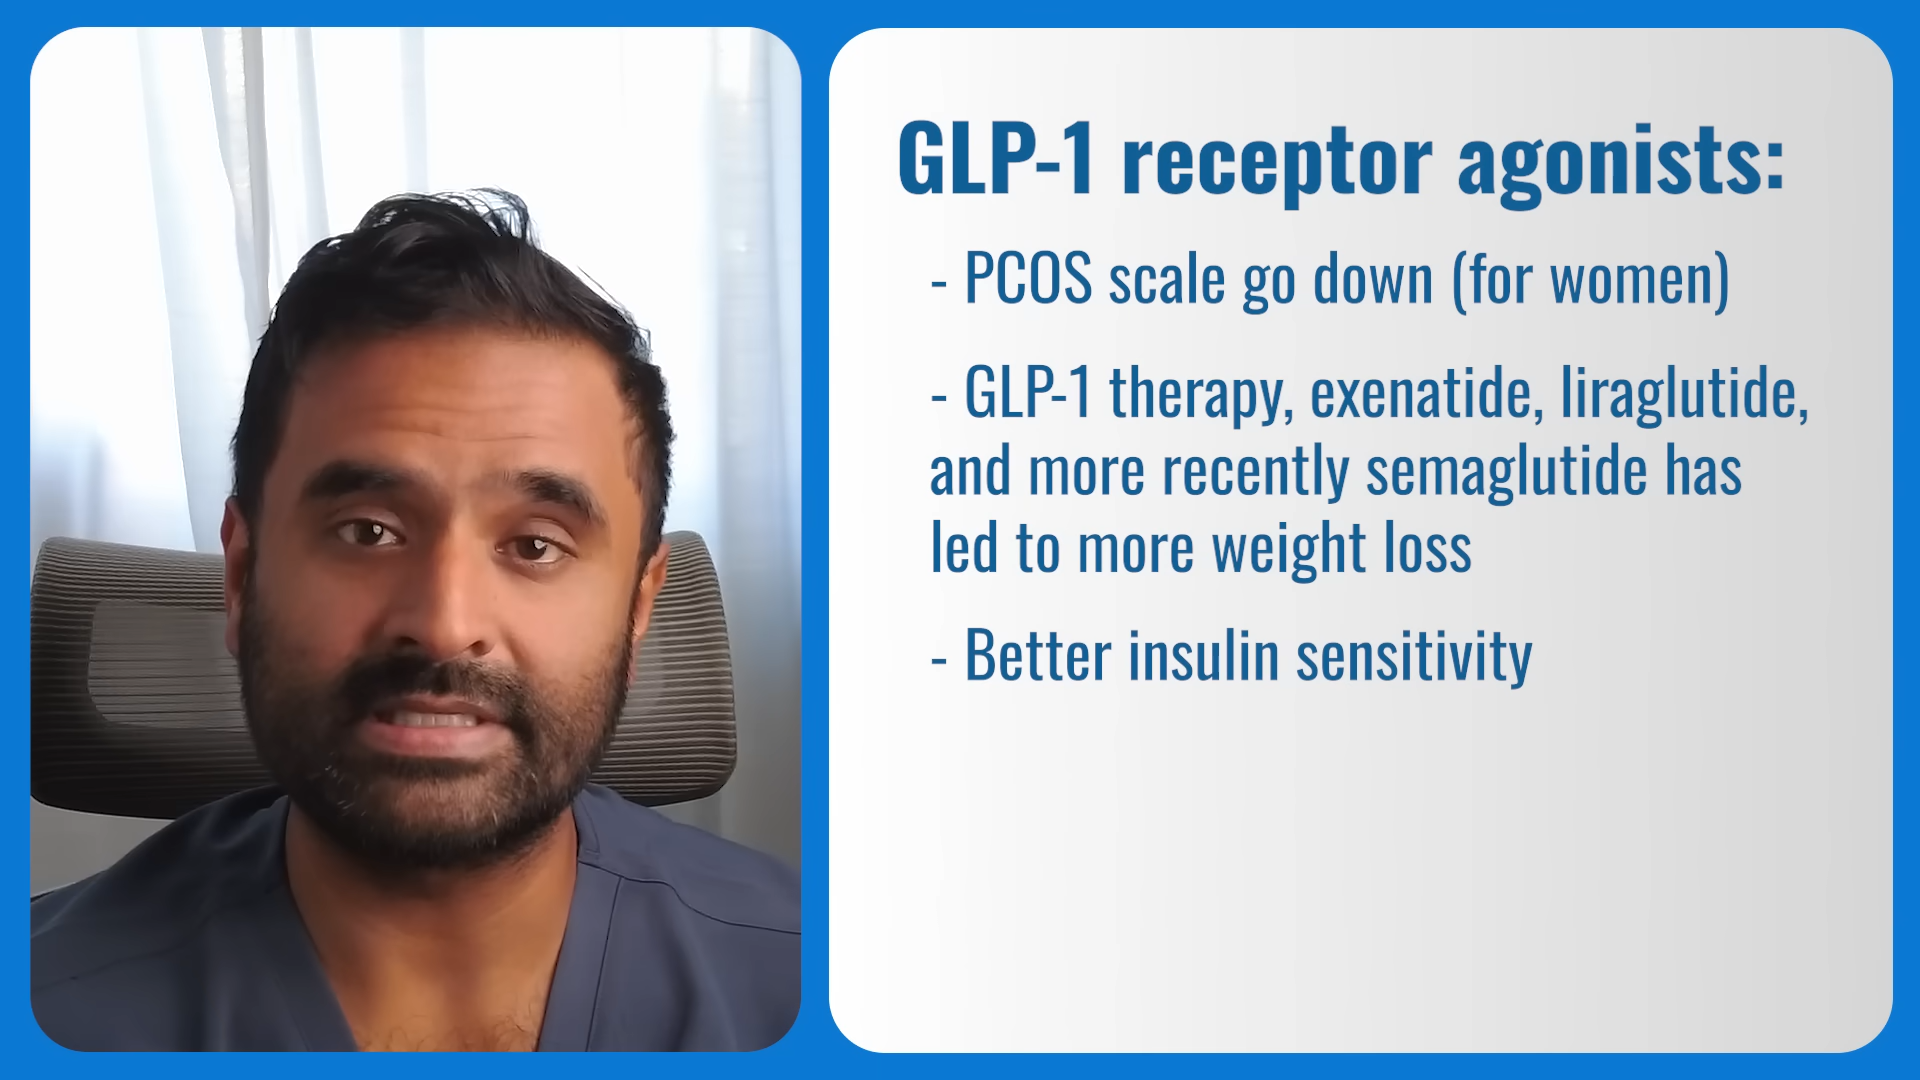 GLP-1 receptor agonists:
- PCOS scale go down (for women)
- GLP-1 therapy, exenatide, liraglutide,
and more recently semaglutide has
led to more weight loss
- Better insulin sensitivity